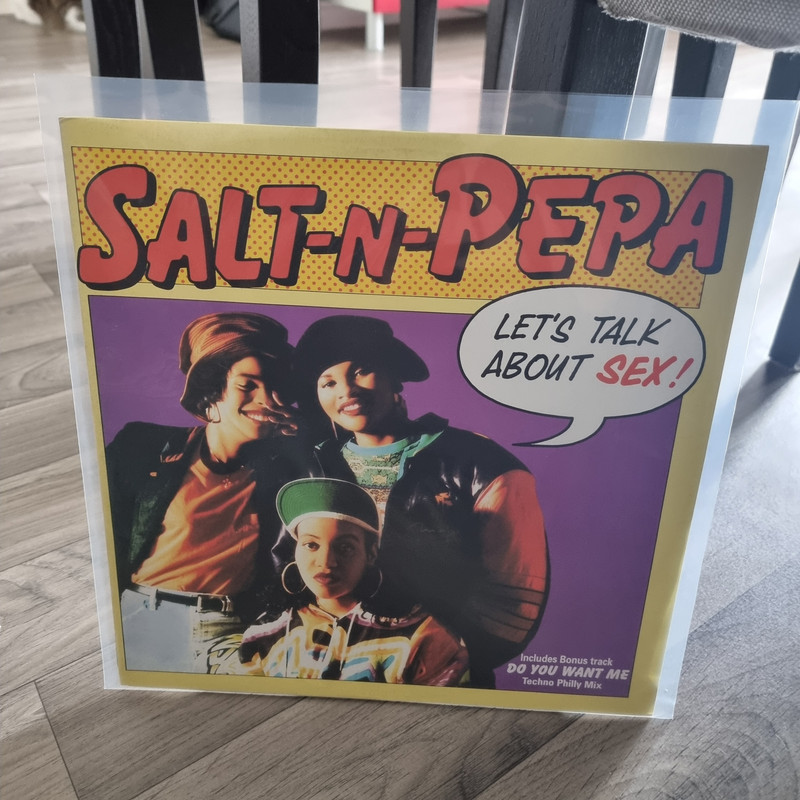 SALT-N-PEPA
LET'S TALK
ABOUT SEX!
Includes Bonus track
DO YOU WANT ME
Techno Philly Mix